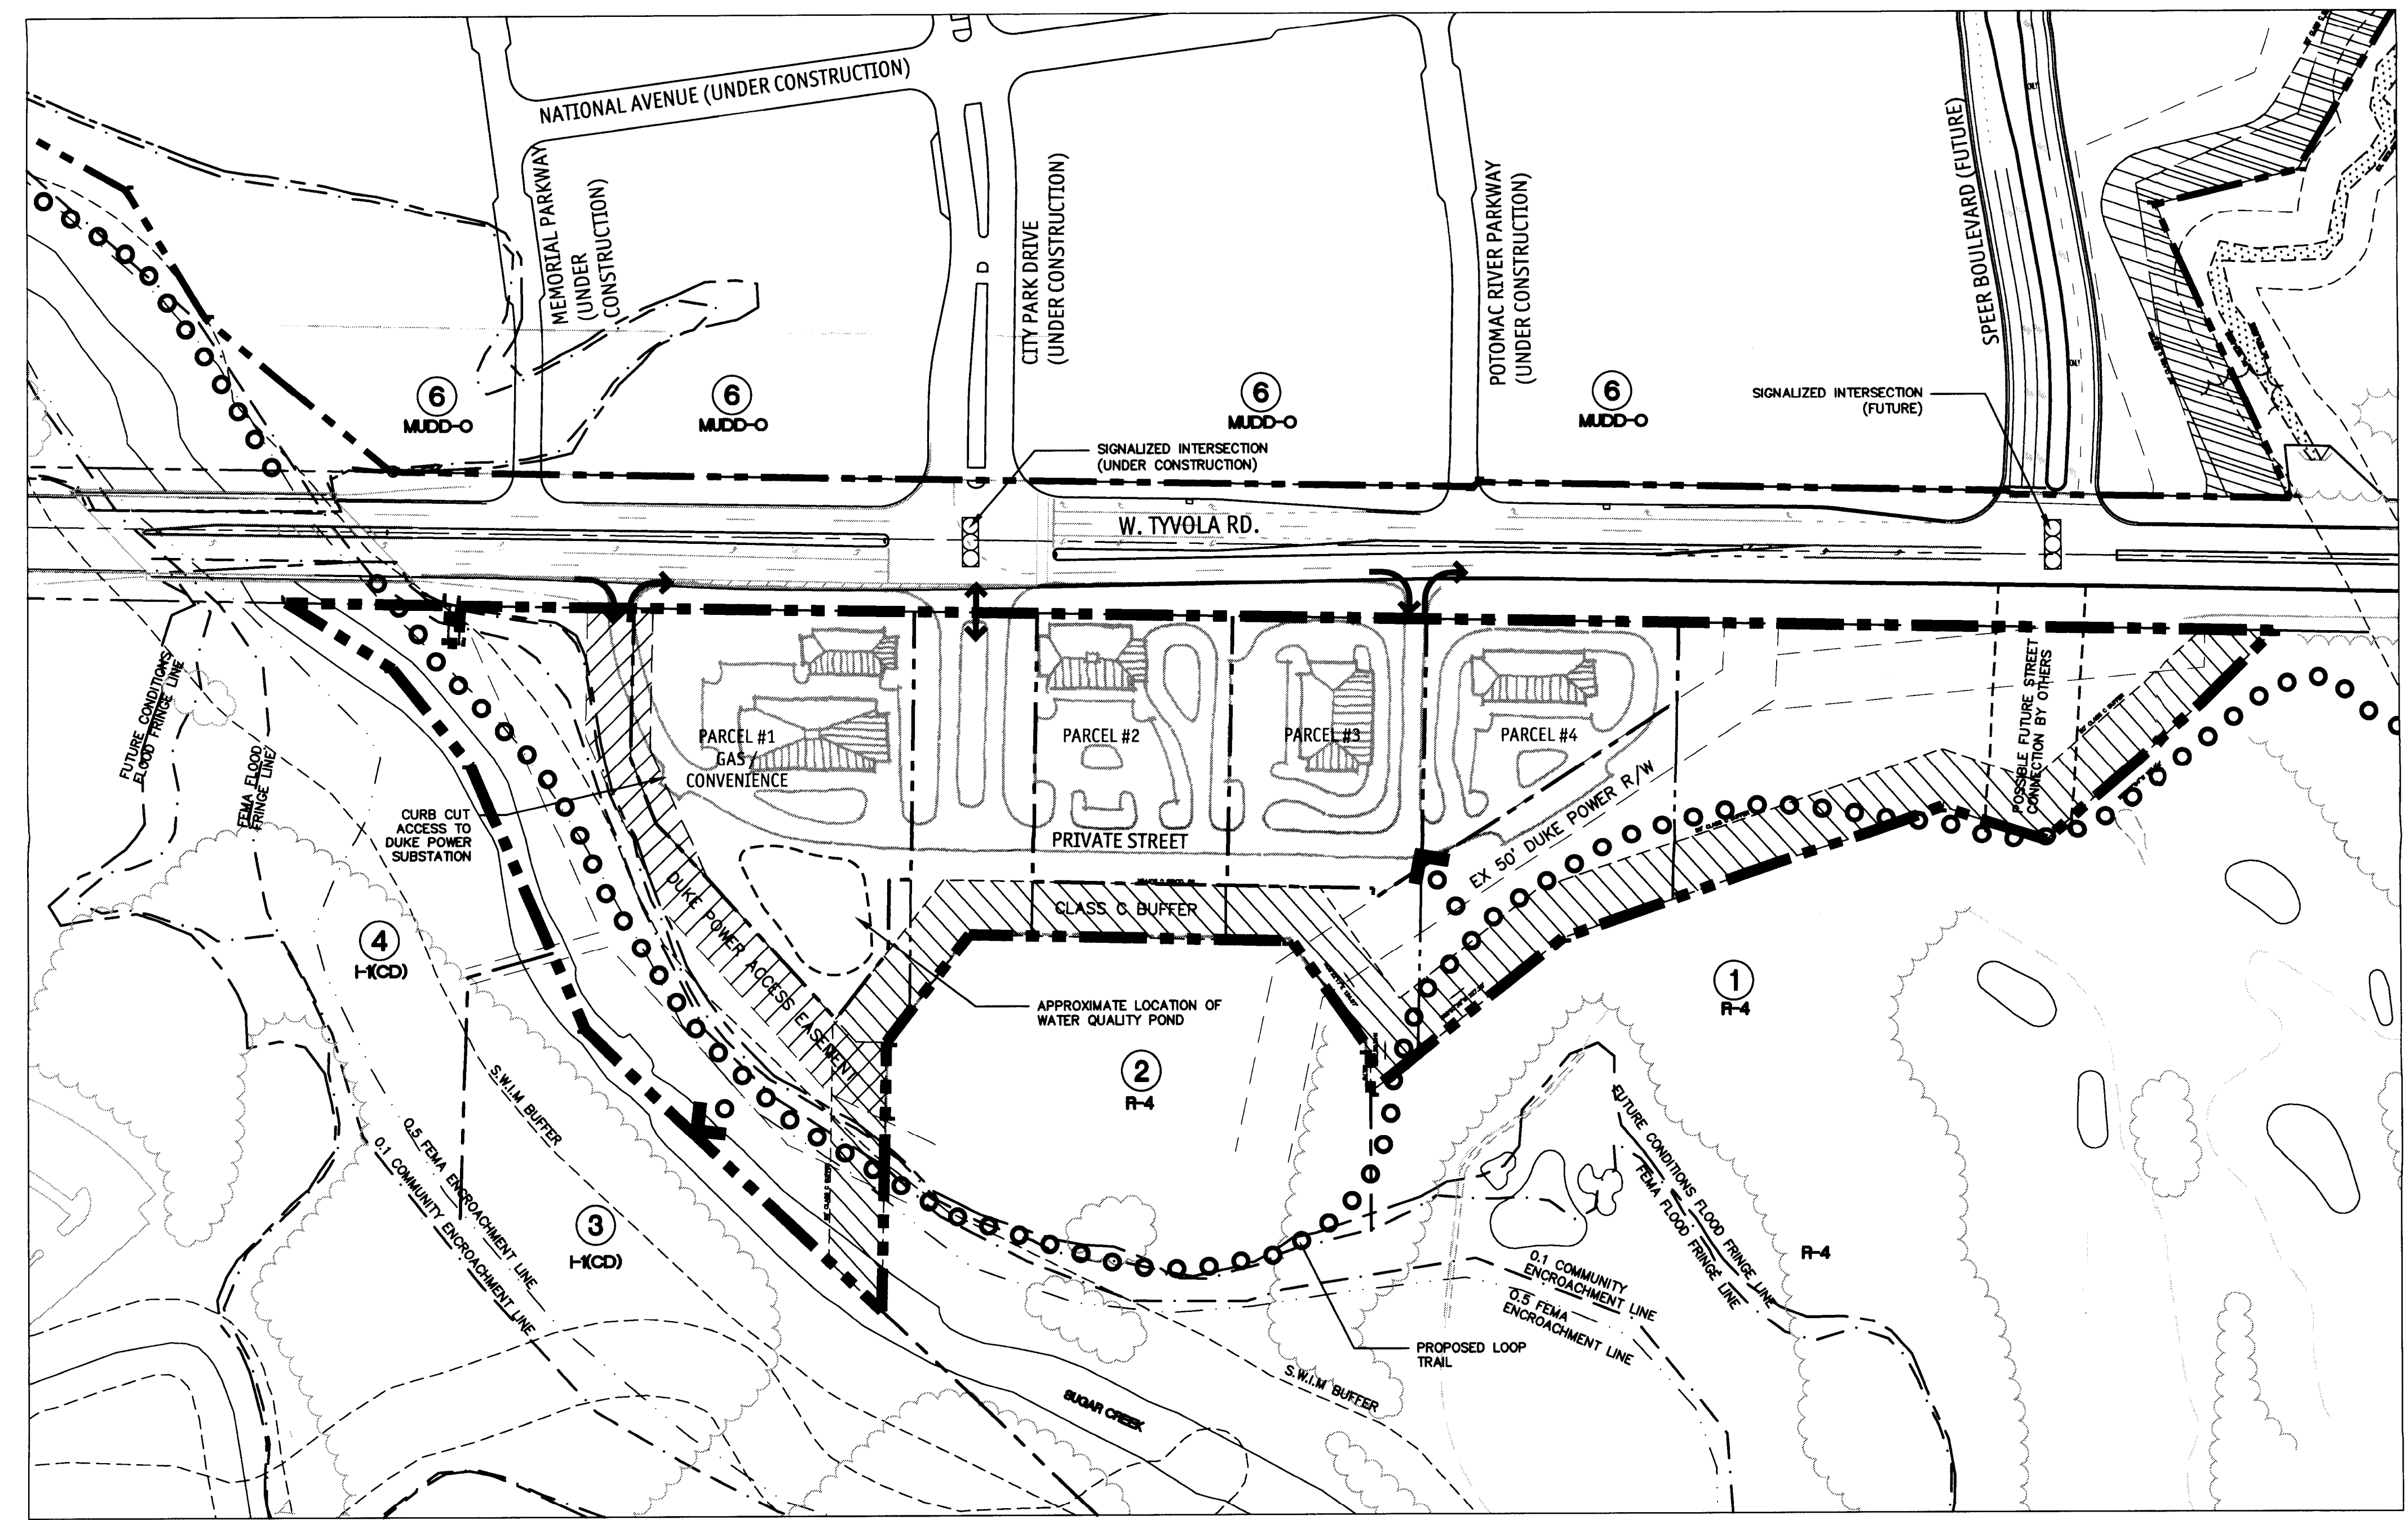 NATIONAL AVENUE (UNDER CONSTRUCTION)
MEMORIAL PARKWAY
(UNDER
CONSTRUCTION)
CITY PARK DRIVE
(UNDER CONSTRUCTION)
POTOMAC RIVER PARKWAY
(UNDER CONSTRUCTION)
SPEER BOULEVARD (FUTURE)
ONLY
ONLY
6
MUDD-O
6
MUDD-O
6
MUDD-O
6
MUDD-O
SIGNALIZED INTERSECTION
(FUTURE)
SIGNALIZED INTERSECTION
(UNDER CONSTRUCTION)
W. TYVOLA RD.
FUTURE CONDITIONS
FLOOD FRINGE LINE
FEMA FLOOD
FRINGE LINE
PARCEL #1
GAS /
CONVENIENCE
PARCEL #2
PARCEL #3
PARCEL #4
POSSIBLE FUTURE STREET
CONNECTION BY OTHERS
CURB CUT
ACCESS TO
DUKE POWER
SUBSTATION
PRIVATE STREET
EX 50' DUKE POWER R/W
DUKE POWER ACCESS EASEMENT
CLASS C BUFFER
4
I-1(CD)
1
R-4
APPROXIMATE LOCATION OF
WATER QUALITY POND
2
R-4
S.W.I.M BUFFER
0.5 FEMA ENCROACHMENT LINE
0.1 COMMUNITY ENCROACHMENT LINE
3
I-1(CD)
FUTURE CONDITIONS FLOOD FRINGE LINE
FEMA FLOOD FRINGE LINE
R-4
0.1 COMMUNITY
ENCROACHMENT LINE
0.5 FEMA
ENCROACHMENT LINE
PROPOSED LOOP
TRAIL
S.W.I.M BUFFER
SUGAR CREEK